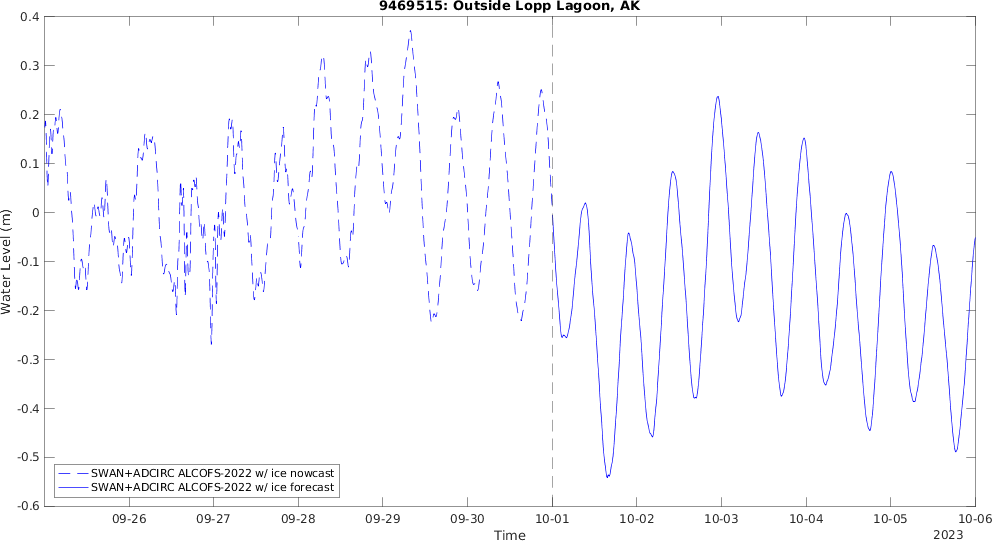 9469515: Outside Lopp Lagoon, AK
0.4
0.3
0.2
0.1
0
-0.1
-0.2
-0.3
-0.4
-0.5
-0.6
Water Level (m)
SWAN+ADCIRC ALCOFS-2022 w/ ice nowcast
SWAN+ADCIRC ALCOFS-2022 w/ ice forecast
09-26 09-27 09-28 09-29 09-30 10-01 10-02 10-03 10-04 10-05 10-06
Time
2023